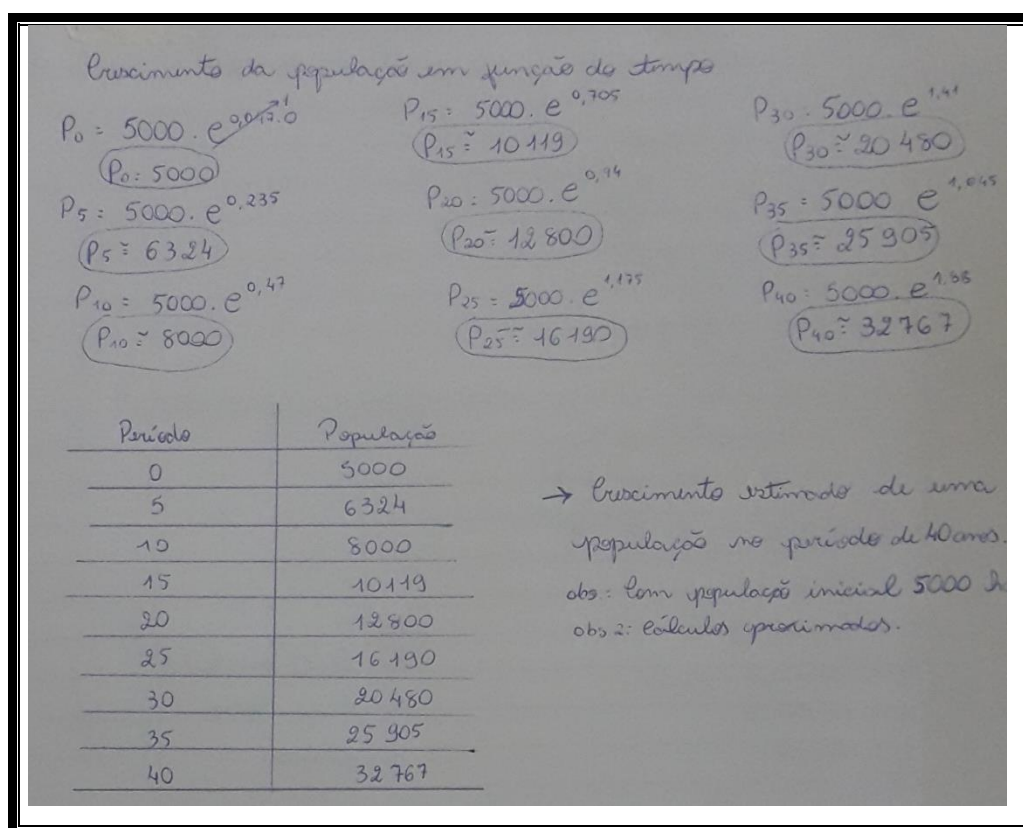 Crescimento da população em função do tempo
P0 = 5000 . e^0,047.0 1
P0 = 5000
P5 = 5000. e^0,235
P5 ≅ 6324
P10 = 5000. e^0,47
P10 ≅ 8000
P15 = 5000. e^0,705
P15 ≅ 10119
P20 = 5000. e^0,94
P20 ≅ 12800
P25 = 5000. e^1,175
P25 ≅ 16190
P30 = 5000. e^1,41
P30 ≅ 20480
P35 = 5000 e^1,645
P35 ≅ 25905
P40 = 5000. e^1,88
P40 ≅ 32767
Período População
0 5000
5 6324
10 8000
15 10119
20 12800
25 16190
30 20480
35 25905
40 32767
→ Crescimento estimado de uma
população no período de 40 anos.
obs: Com população inicial 5000 h
obs 2: Cálculos aproximados.